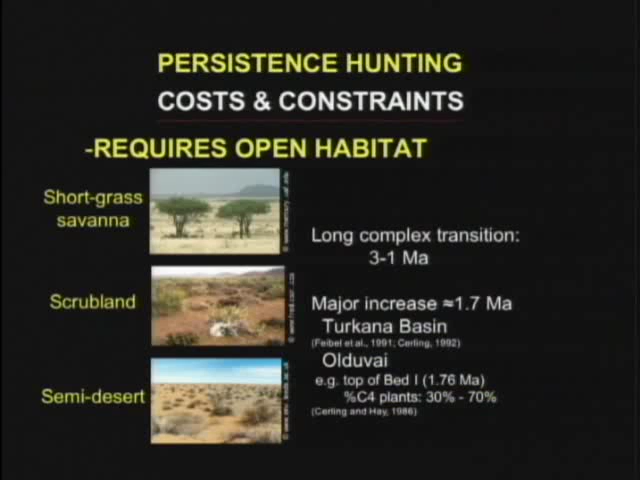 PERSISTENCE HUNTING
COSTS & CONSTRAINTS
-REQUIRES OPEN HABITAT
Short-grass
savanna
Scrubland
Semi-desert
Long complex transition:
3-1 Ma
Major increase ≈1.7 Ma
Turkana Basin
(Feibel et al., 1991; Cerling, 1992)
Olduvai
e.g. top of Bed I (1.76 Ma)
%C4 plants: 30% - 70%
(Cerling and Hay, 1986)